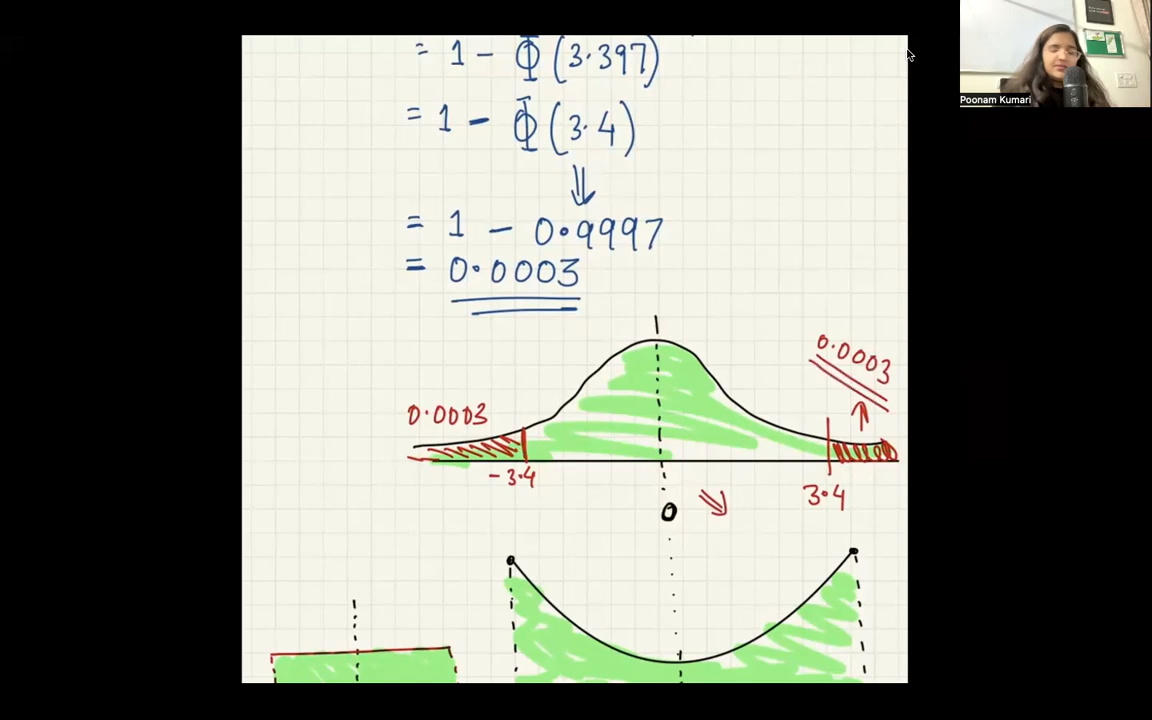 = 1 - Φ(3.397)
= 1 - Φ(3.4)
⇓
= 1 - 0.9997
= 0.0003
0.0003
0.0003
-3.4
3.4
0
Poonam Kumari